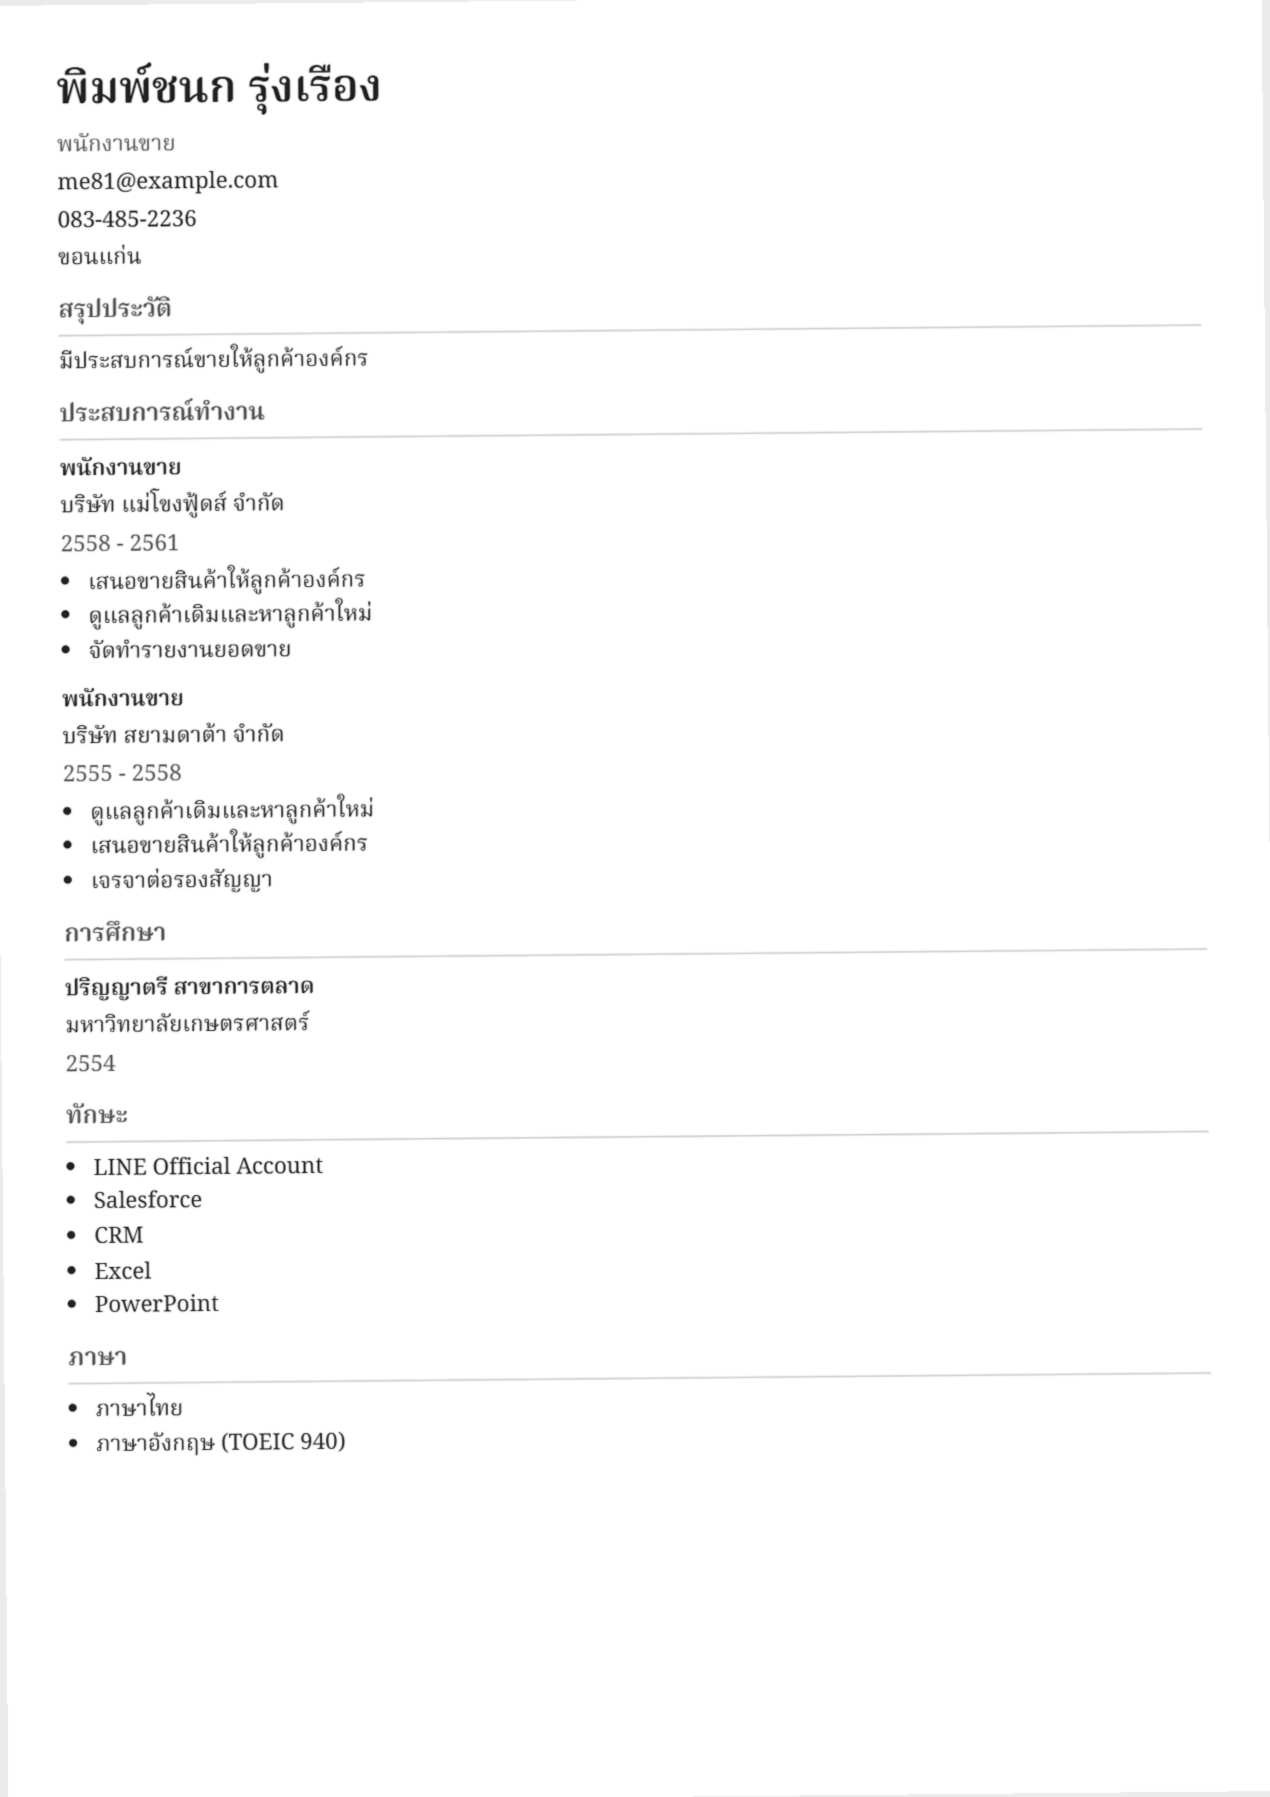 พิมพ์ชนก รุ่งเรือง
พนักงานขาย
me81@example.com
083-485-2236
ขอนแก่น
สรุปประวัติ
มีประสบการณ์ขายให้ลูกค้าองค์กร
ประสบการณ์ทำงาน
พนักงานขาย
บริษัท แม่โขงฟู้ดส์ จำกัด
2558 - 2561
• เสนอขายสินค้าให้ลูกค้าองค์กร
• ดูแลลูกค้าเดิมและหาลูกค้าใหม่
• จัดทำรายงานยอดขาย
พนักงานขาย
บริษัท สยามดาต้า จำกัด
2555 - 2558
• ดูแลลูกค้าเดิมและหาลูกค้าใหม่
• เสนอขายสินค้าให้ลูกค้าองค์กร
• เจรจาต่อรองสัญญา
การศึกษา
ปริญญาตรี สาขาการตลาด
มหาวิทยาลัยเกษตรศาสตร์
2554
ทักษะ
• LINE Official Account
• Salesforce
• CRM
• Excel
• PowerPoint
ภาษา
• ภาษาไทย
• ภาษาอังกฤษ (TOEIC 940)